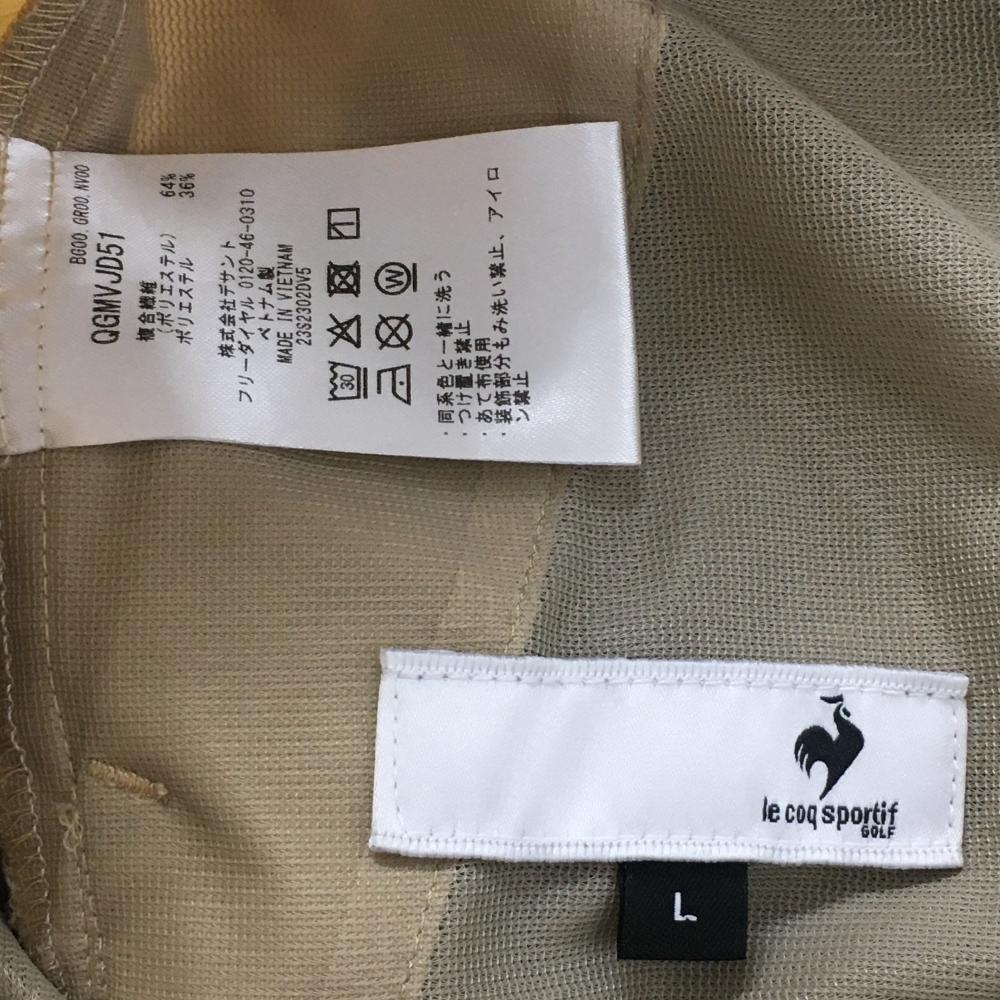 BG00, GR00, NV00
QGMVJD51
複合繊維
(ポリエステル) 64%
ポリエステル 36%
株式会社デサント
フリーダイヤル 0120-46-0310
ベトナム製
MADE IN VIETNAM
23S2302DV5
30
W
・同系色と一緒に洗う
・つけ置き禁止
・あて布使用
・装飾部分もみ洗い禁止、アイロ
ン禁止
le coq sportif
GOLF
L